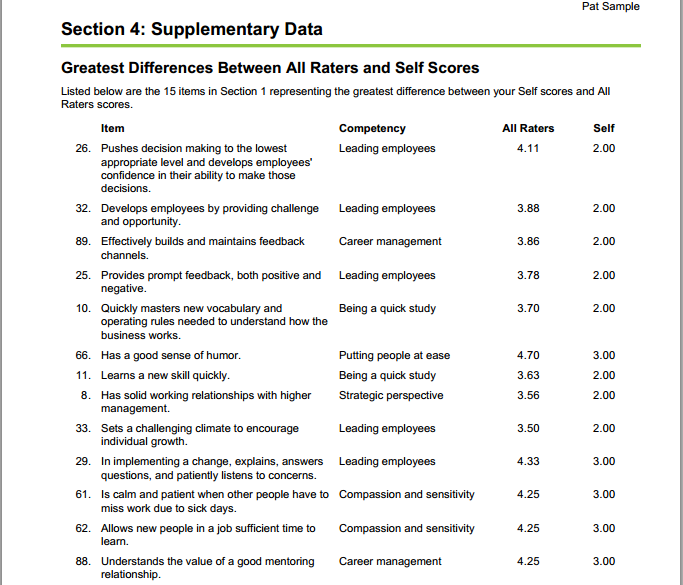 Pat Sample
Section 4: Supplementary Data
Greatest Differences Between All Raters and Self Scores
Listed below are the 15 items in Section 1 representing the greatest difference between your Self scores and All
Raters scores.
Item Competency All Raters Self
26. Pushes decision making to the lowest Leading employees 4.11 2.00
appropriate level and develops employees'
confidence in their ability to make those
decisions.
32. Develops employees by providing challenge Leading employees 3.88 2.00
and opportunity.
89. Effectively builds and maintains feedback Career management 3.86 2.00
channels.
25. Provides prompt feedback, both positive and Leading employees 3.78 2.00
negative.
10. Quickly masters new vocabulary and Being a quick study 3.70 2.00
operating rules needed to understand how the
business works.
66. Has a good sense of humor. Putting people at ease 4.70 3.00
11. Learns a new skill quickly. Being a quick study 3.63 2.00
8. Has solid working relationships with higher Strategic perspective 3.56 2.00
management.
33. Sets a challenging climate to encourage Leading employees 3.50 2.00
individual growth.
29. In implementing a change, explains, answers Leading employees 4.33 3.00
questions, and patiently listens to concerns.
61. Is calm and patient when other people have to Compassion and sensitivity 4.25 3.00
miss work due to sick days.
62. Allows new people in a job sufficient time to Compassion and sensitivity 4.25 3.00
learn.
88. Understands the value of a good mentoring Career management 4.25 3.00
relationship.